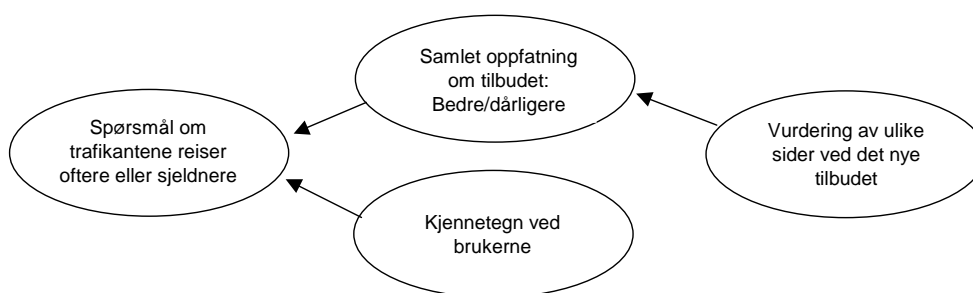 Samlet oppfatning
om tilbudet:
Bedre/dårligere
Spørsmål om
trafikantene reiser
oftere eller sjeldnere
Vurdering av ulike
sider ved det nye
tilbudet
Kjennetegn ved
brukerne